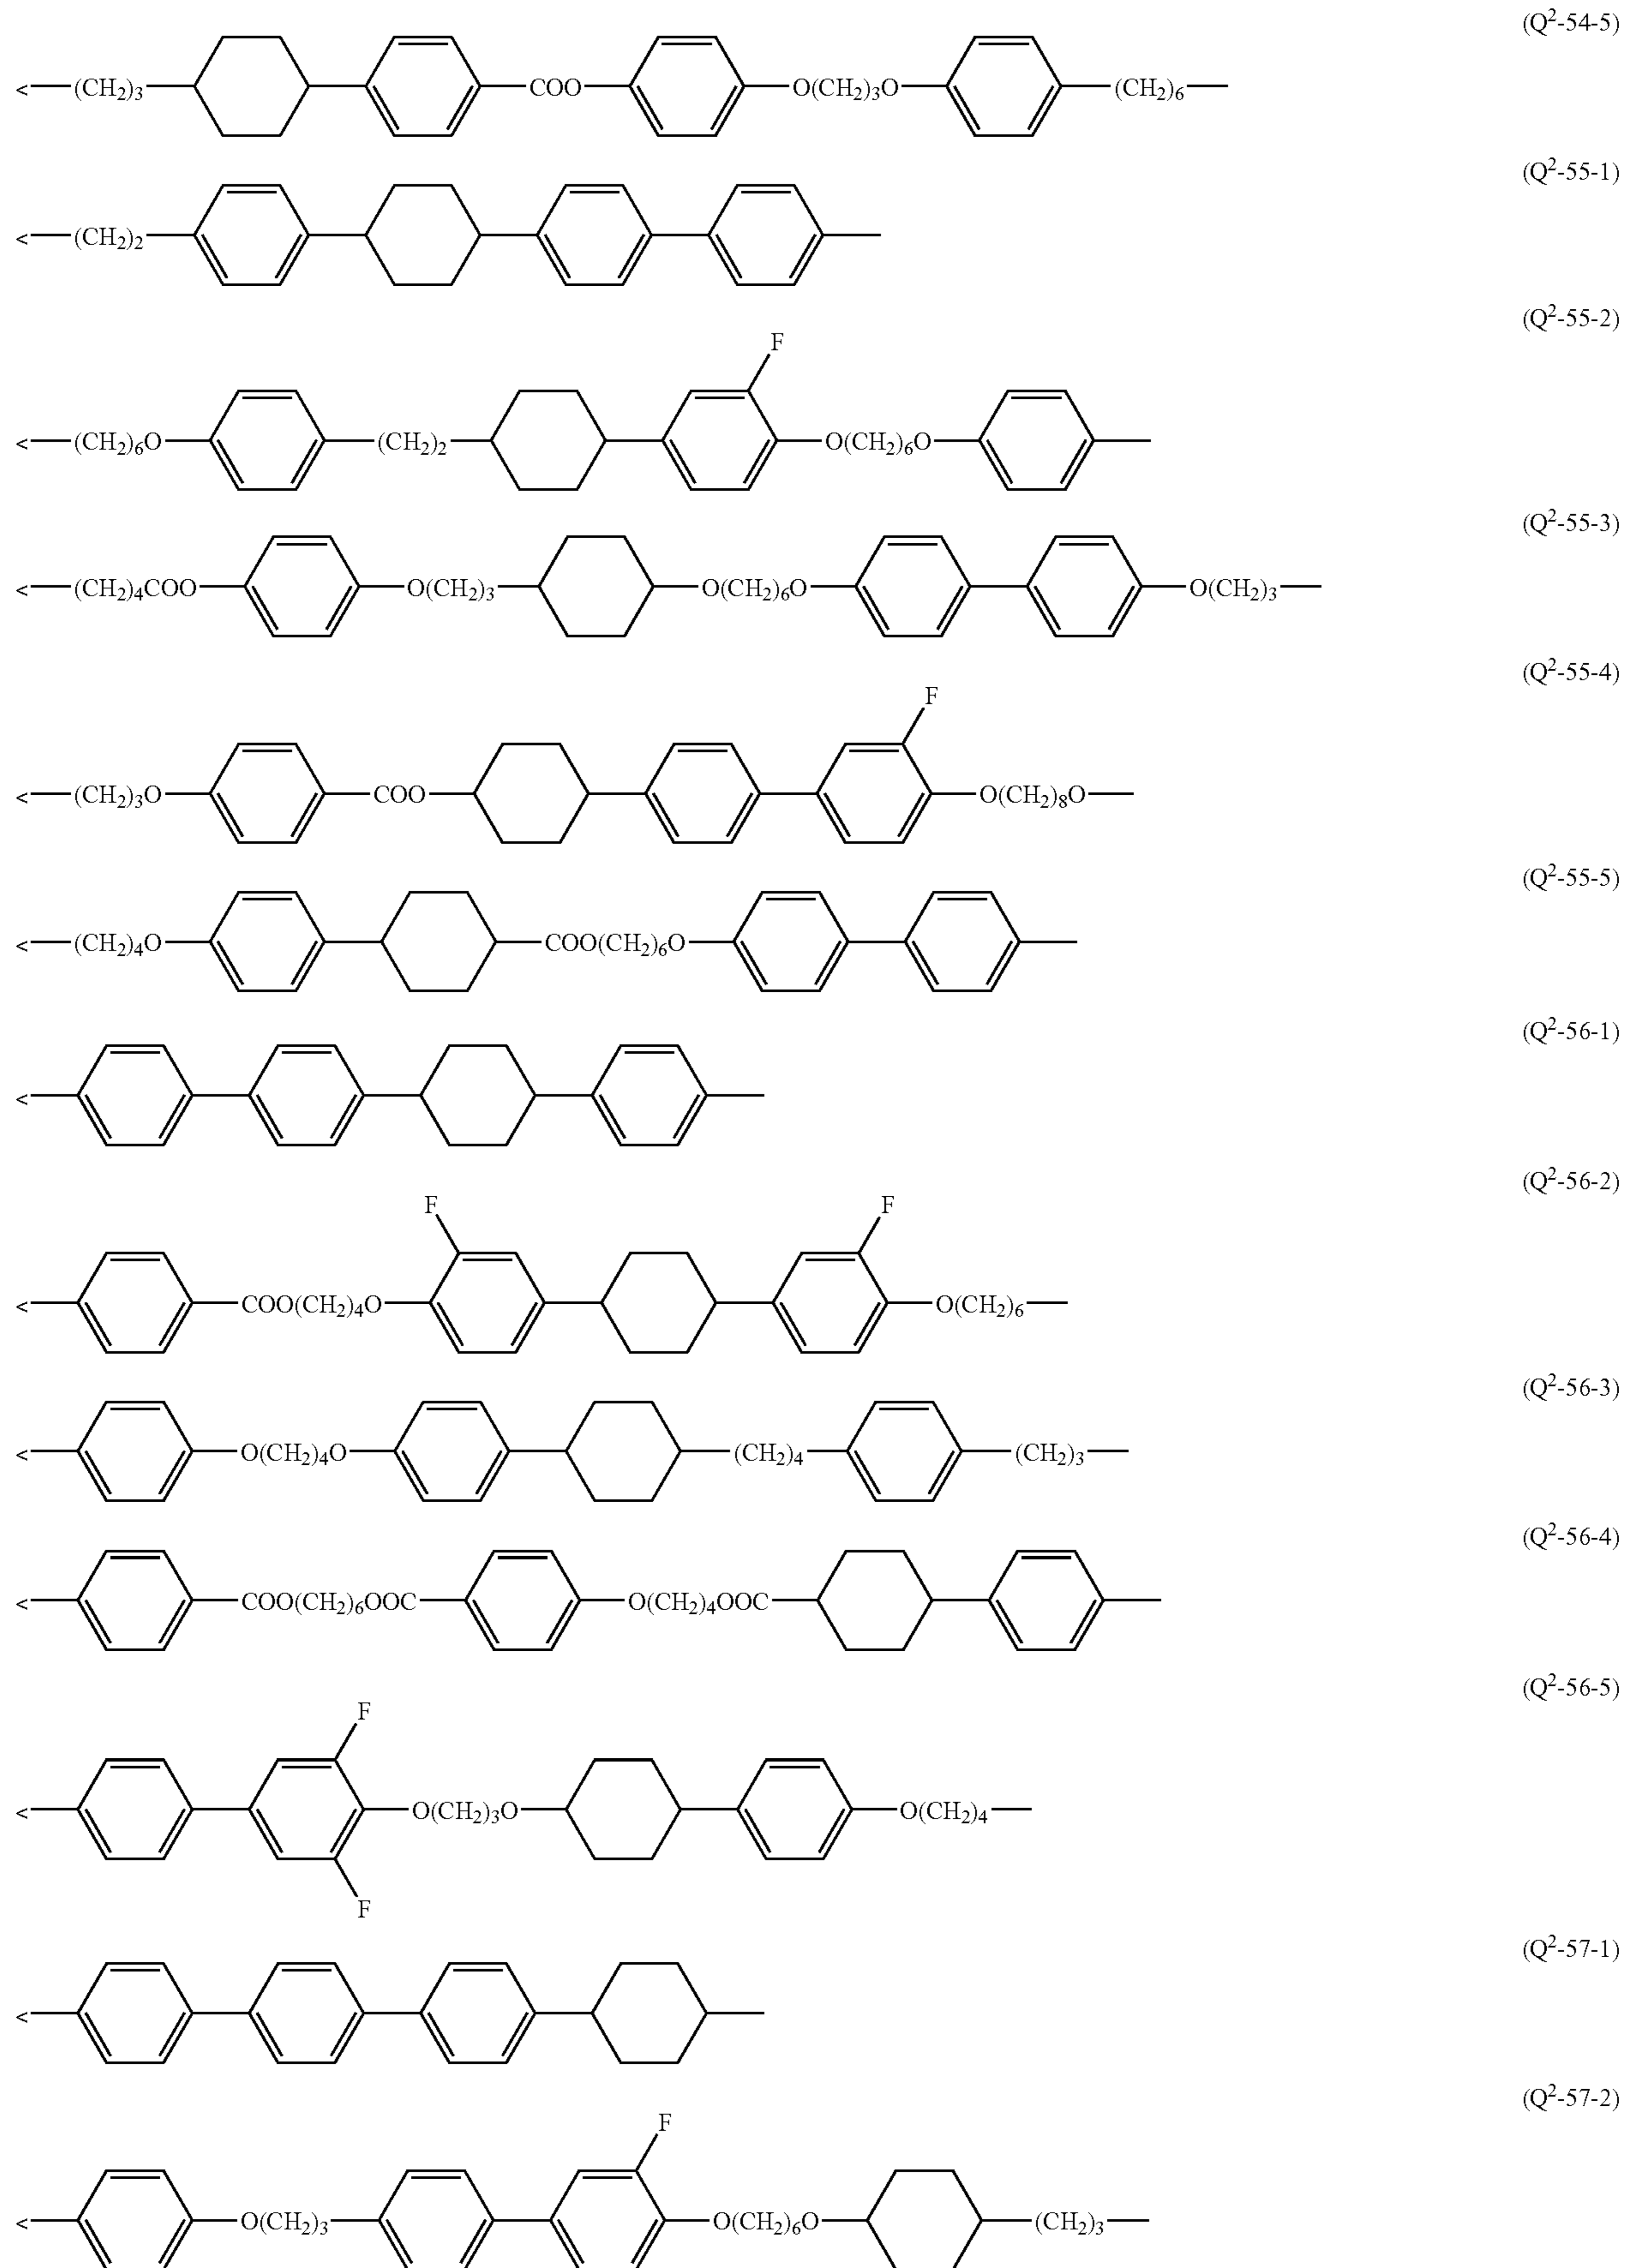 (Q²-54-5)
< (CH₂)₃ COO O(CH₂)₃O (CH₂)₆
(Q²-55-1)
< (CH₂)₂
(Q²-55-2)
F
< (CH₂)₆O (CH₂)₂ O(CH₂)₆O
(Q²-55-3)
< (CH₂)₄COO O(CH₂)₃ O(CH₂)₆O O(CH₂)₃
(Q²-55-4)
F
< (CH₂)₃O COO O(CH₂)₈O
(Q²-55-5)
< (CH₂)₄O COO(CH₂)₆O
(Q²-56-1)
<
(Q²-56-2)
F F
< COO(CH₂)₄O O(CH₂)₆
(Q²-56-3)
< O(CH₂)₄O (CH₂)₄ (CH₂)₃
(Q²-56-4)
< COO(CH₂)₆OOC O(CH₂)₄OOC
(Q²-56-5)
F
< O(CH₂)₃O O(CH₂)₄
F
(Q²-57-1)
<
(Q²-57-2)
F
< O(CH₂)₃ O(CH₂)₆O (CH₂)₃